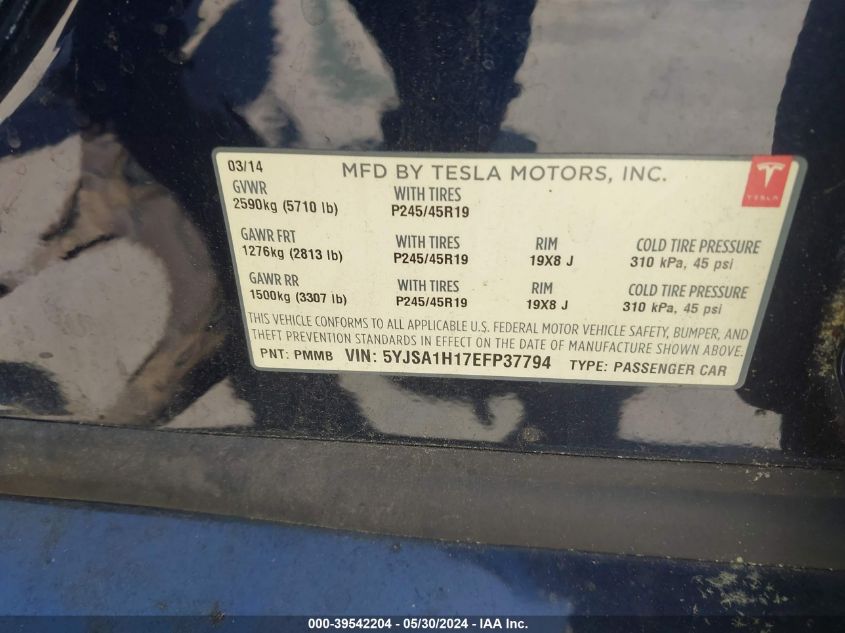 03/14 MFD BY TESLA MOTORS, INC.
GVWR WITH TIRES
2590kg (5710 lb) P245/45R19
TESLA
GAWR FRT WITH TIRES RIM COLD TIRE PRESSURE
1276kg (2813 lb) P245/45R19 19X8 J 310 kPa, 45 psi
GAWR RR WITH TIRES RIM COLD TIRE PRESSURE
1500kg (3307 lb) P245/45R19 19X8 J 310 kPa, 45 psi
THIS VEHICLE CONFORMS TO ALL APPLICABLE U.S. FEDERAL MOTOR VEHICLE SAFETY, BUMPER, AND
THEFT PREVENTION STANDARDS IN EFFECT ON THE DATE OF MANUFACTURE SHOWN ABOVE.
PNT: PMMB VIN: 5YJSA1H17EFP37794 TYPE: PASSENGER CAR
000-39542204 - 05/30/2024 - IAA Inc.